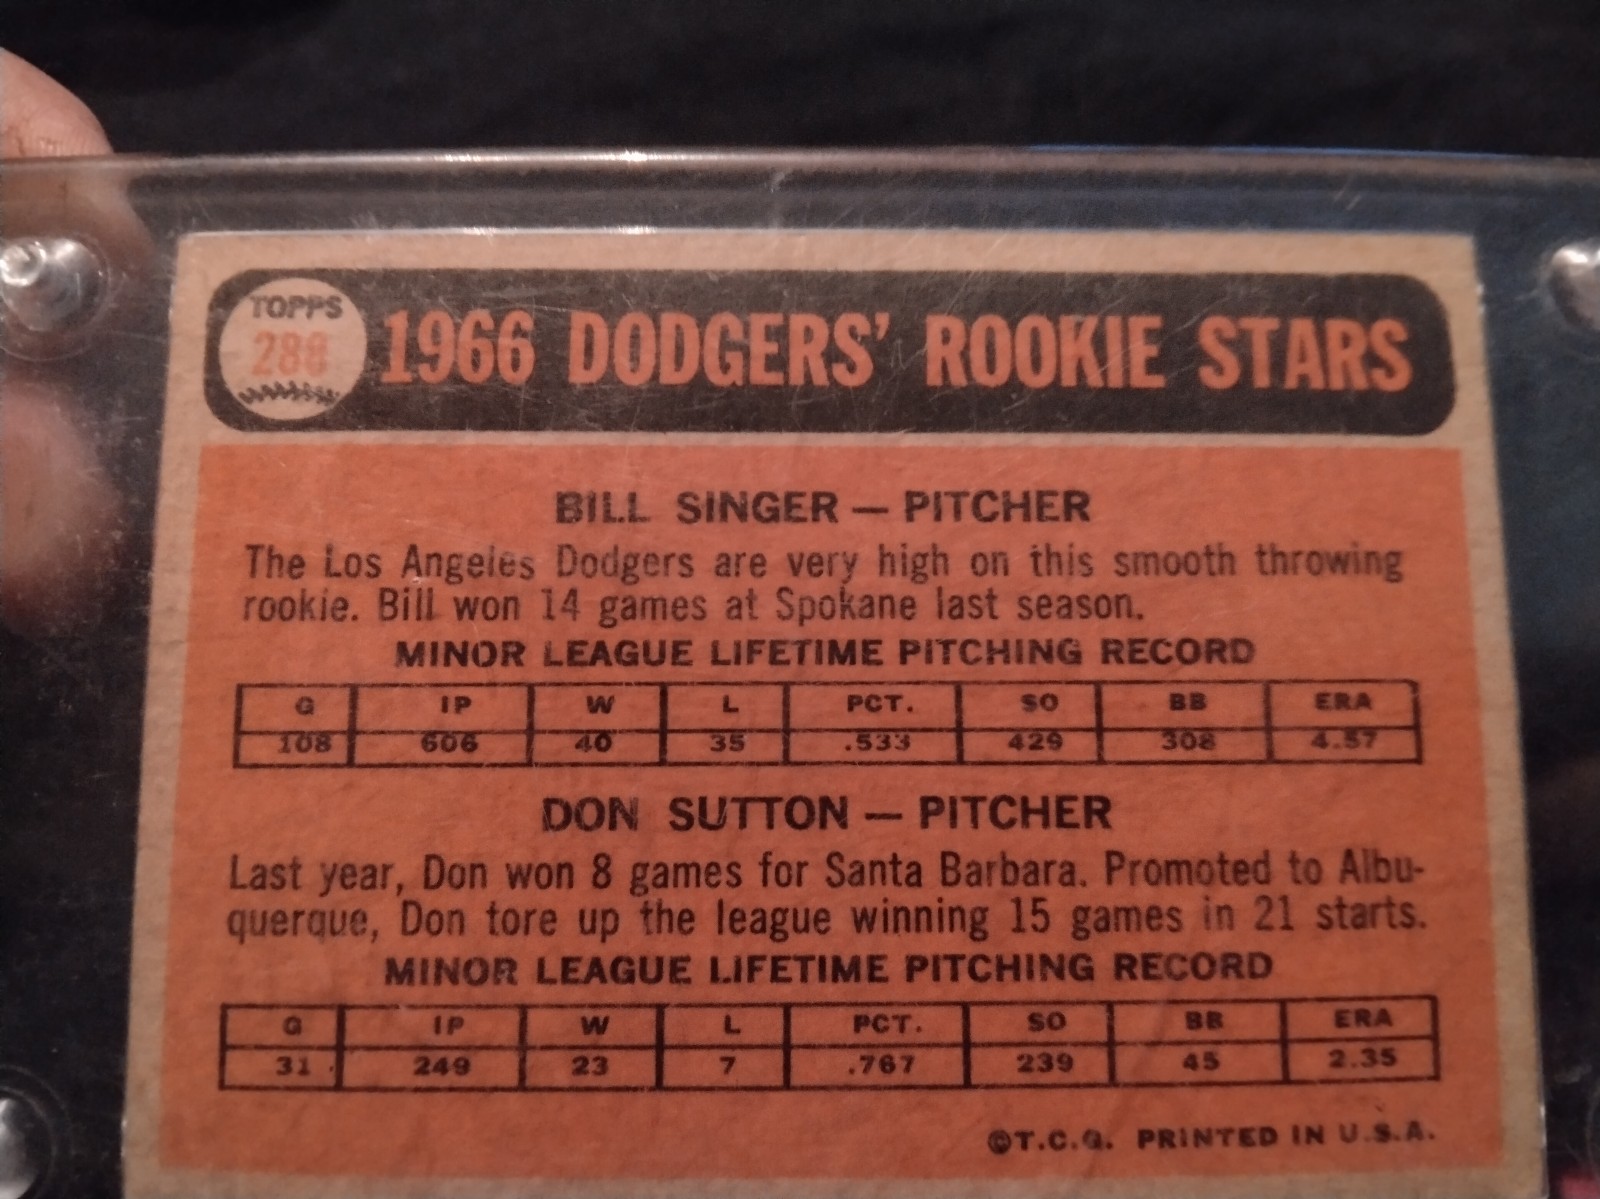 TOPPS
288
1966 DODGERS' ROOKIE STARS
BILL SINGER — PITCHER
The Los Angeles Dodgers are very high on this smooth throwing
rookie. Bill won 14 games at Spokane last season.
MINOR LEAGUE LIFETIME PITCHING RECORD
G IP W L PCT. SO BB ERA
108 606 40 35 .533 429 308 4.57
DON SUTTON — PITCHER
Last year, Don won 8 games for Santa Barbara. Promoted to Albu-
querque, Don tore up the league winning 15 games in 21 starts.
MINOR LEAGUE LIFETIME PITCHING RECORD
G IP W L PCT. SO BB ERA
31 249 23 7 .767 239 45 2.35
©T.C.G. PRINTED IN U.S.A.